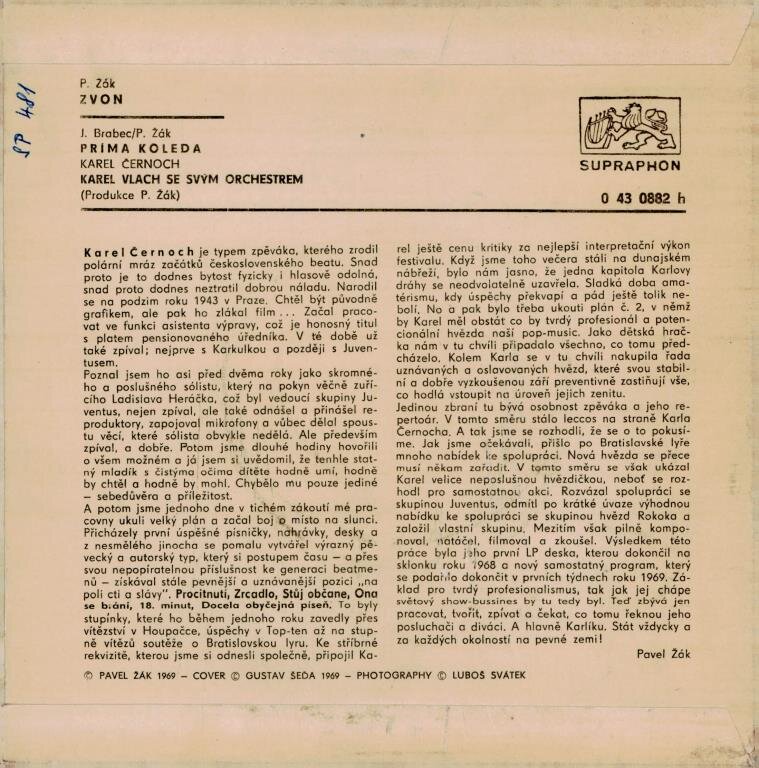 SP 481
P. Žák
ZVON
J. Brabec/P. Žák
PRIMA KOLEDA
KAREL ČERNOCH
KAREL VLACH SE SVÝM ORCHESTREM
(Produkce P. Žák)
SUPRAPHON
0 43 0882 h
Karel Černoch je typem zpěváka, kterého zrodil
polární mráz začátků československého beatu. Snad
proto je to dodnes bytost fyzicky i hlasově odolná,
snad proto dodnes neztratil dobrou náladu. Narodil
se na podzim roku 1943 v Praze. Chtěl být původně
grafikem, ale pak ho zlákal film ... Začal praco-
vat ve funkci asistenta výpravy, což je honosný titul
s platem pensionovaného úředníka. V té době už
také zpíval; nejprve s Karkulkou a později s Juven-
tusem.
Poznal jsem ho asi před dvěma roky jako skromné-
ho a poslušného sólistu, který na pokyn věčně zuří-
cího Ladislava Heráčka, což byl vedoucí skupiny Ju-
ventus, nejen zpíval, ale také odnášel a přinášel re-
produktory, zapojoval mikrofony a vůbec dělal spous-
tu věcí, které sólista obvykle nedělá. Ale především
zpíval, a dobře. Potom jsme dlouhé hodiny hovořili
o všem možném a já jsem si uvědomil, že tenhle stat-
ný mladík s čistýma očima dítěte hodně umí, hodně
by chtěl a hodně by mohl. Chybělo mu pouze jediné
– sebedůvěra a příležitost.
A potom jsme jednoho dne v tichém zákoutí mé pra-
covny ukuli velký plán a začal boj o místo na slunci.
Přicházely první úspěšné písničky, nahrávky, desky a
z nesmělého jinocha se pomalu vytvářel výrazný pě-
vecký a autorský typ, který si postupem času – a přes
svou nepopíratelnou příslušnost ke generaci beatme-
nů – získával stále pevnější a uznávanější pozici „na
poli cti a slávy". Procitnutí, Zrcadlo, Stůj občane, Ona
se brání, 18. minut, Docela obyčejná píseň. To byly
stupínky, které ho během jednoho roku zavedly přes
vítězství v Houpačce, úspěchy v Top-ten až na stup-
ně vítězů soutěže o Bratislavskou lyru. Ke stříbrné
rekvizitě, kterou jsme si odnesli společně, připojil Ka-
rel ještě cenu kritiky za nejlepší interpretační výkon
festivalu. Když jsme toho večera stáli na dunajském
nábřeží, bylo nám jasno, že jedna kapitola Karlovy
dráhy se neodvolatelně uzavřela. Sladká doba ama-
térismu, kdy úspěchy překvapí a pád ještě tolik ne-
bolí. No a pak bylo třeba ukouti plán č. 2, v němž
by Karel měl obstát co by tvrdý profesionál a poten-
cionální hvězda naší pop-music. Jako dětská hrač-
ka nám v tu chvíli připadalo všechno, co tomu před-
cházelo. Kolem Karla se v tu chvíli nakupila řada
uznávaných a oslavovaných hvězd, které svou stabil-
ní a dobře vyzkoušenou září preventivně zastiňují vše,
co hodlá vstoupit na úroveň jejich zenitu.
Jedinou zbraní tu bývá osobnost zpěváka a jeho re-
pertoár. V tomto směru stálo leccos na straně Karla
Černocha. A tak jsme se rozhodli, že se o to pokusí-
me. Jak jsme očekávali, přišlo po Bratislavské lyře
mnoho nabídek ke spolupráci. Nová hvězda se přece
musí někam zařadit. V tomto směru se však ukázal
Karel velice neposlušnou hvězdičkou, neboť se roz-
hodl pro samostatnou akci. Rozvázal spolupráci se
skupinou Juventus, odmítl po krátké úvaze výhodnou
nabídku ke spolupráci se skupinou hvězd Rokoka a
založil vlastní skupinu. Mezitím však pilně kompo-
noval, natáčel, filmoval a zkoušel. Výsledkem této
práce byla jeho první LP deska, kterou dokončil na
sklonku roku 1968 a nový samostatný program, který
se podařilo dokončit v prvních týdnech roku 1969. Zá-
klad pro tvrdý profesionalismus, tak jak jej chápe
světový show-bussines by tu tedy byl. Teď zbývá jen
pracovat, tvořit, zpívat a čekat, co tomu řeknou jeho
posluchači a diváci. A hlavně Karlíku. Stát vždycky a
za každých okolností na pevné zemi!
Pavel Žák
© PAVEL ŽÁK 1969 – COVER © GUSTAV ŠEĎA 1969 – PHOTOGRAPHY © LUBOŠ SVÁTEK